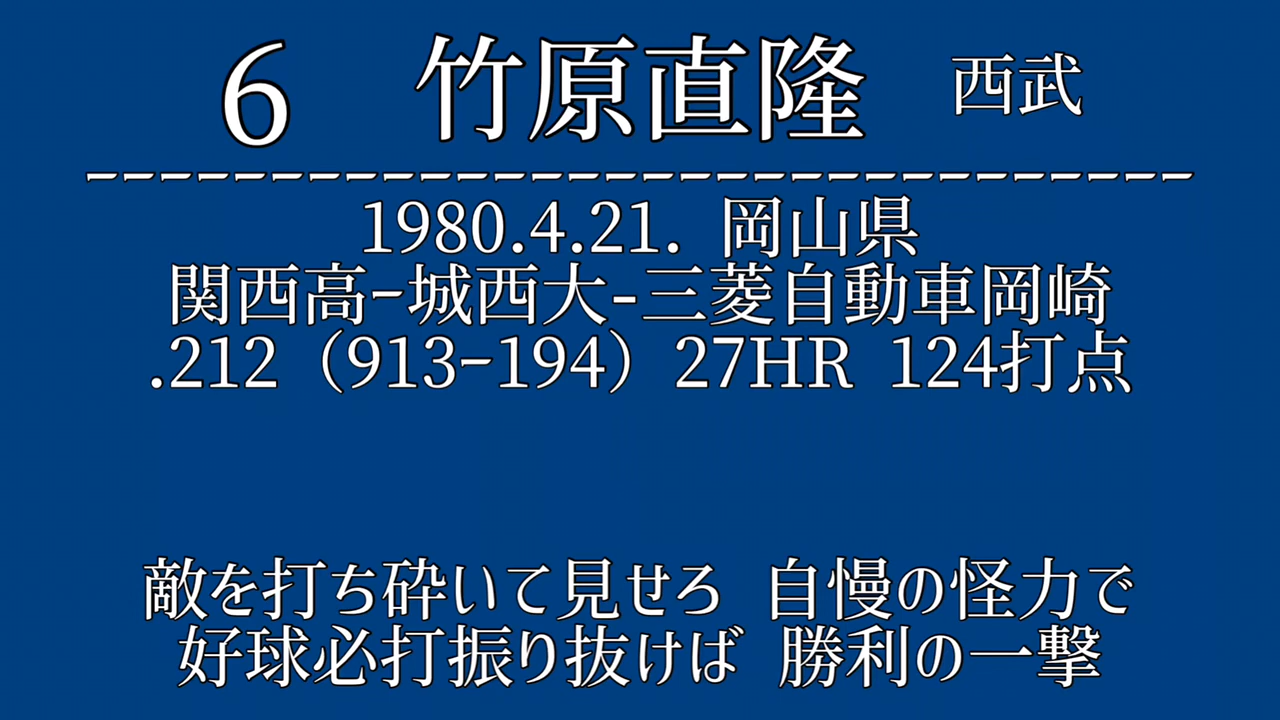 6 竹原直隆 西武
1980.4.21. 岡山県
関西高-城西大-三菱自動車岡崎
.212（913-194）27HR 124打点
敵を打ち砕いて見せろ 自慢の怪力で
好球必打振り抜けば 勝利の一撃